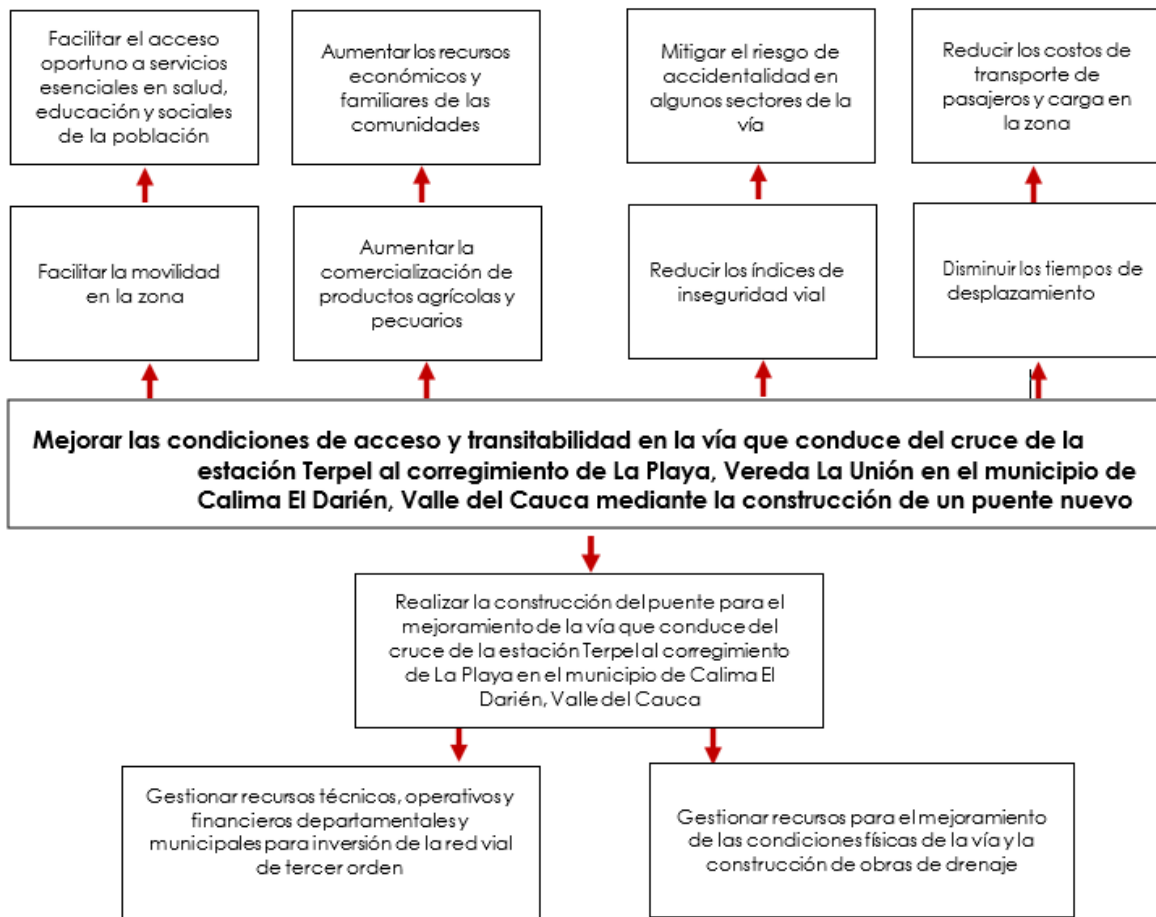 Facilitar el acceso
oportuno a servicios
esenciales en salud,
educación y sociales
de la población
Aumentar los recursos
económicos y
familiares de las
comunidades
Mitigar el riesgo de
accidentalidad en
algunos sectores de la
vía
Reducir los costos de
transporte de
pasajeros y carga en
la zona
Facilitar la movilidad
en la zona
Aumentar la
comercialización de
productos agrícolas y
pecuarios
Reducir los índices de
inseguridad vial
Disminuir los tiempos de
desplazamiento
Mejorar las condiciones de acceso y transitabilidad en la vía que conduce del cruce de la
estación Terpel al corregimiento de La Playa, Vereda La Unión en el municipio de
Calima El Darién, Valle del Cauca mediante la construcción de un puente nuevo
Realizar la construcción del puente para el
mejoramiento de la vía que conduce del
cruce de la estación Terpel al corregimiento
de La Playa en el municipio de Calima El
Darién, Valle del Cauca
Gestionar recursos técnicos, operativos y
financieros departamentales y
municipales para inversión de la red vial
de tercer orden
Gestionar recursos para el mejoramiento
de las condiciones físicas de la vía y la
construcción de obras de drenaje